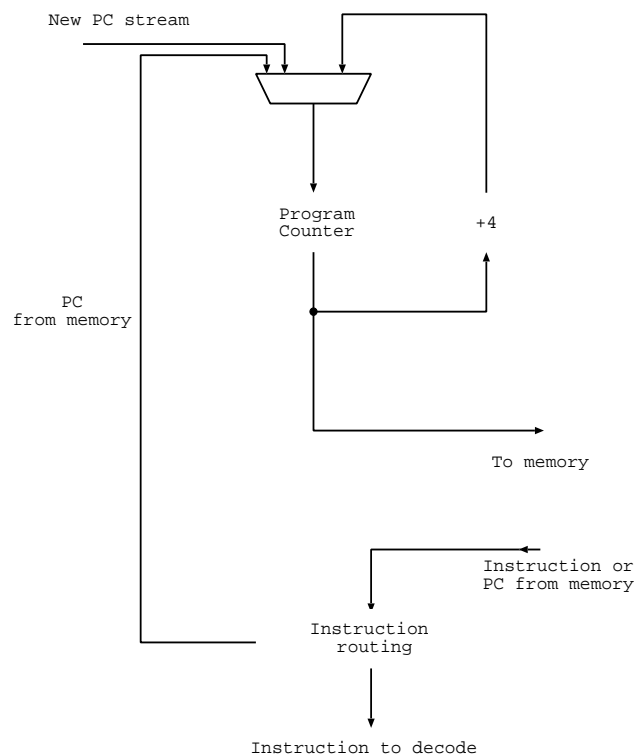 New PC stream
Program
Counter
+4
PC
from memory
To memory
Instruction or
PC from memory
Instruction
routing
Instruction to decode